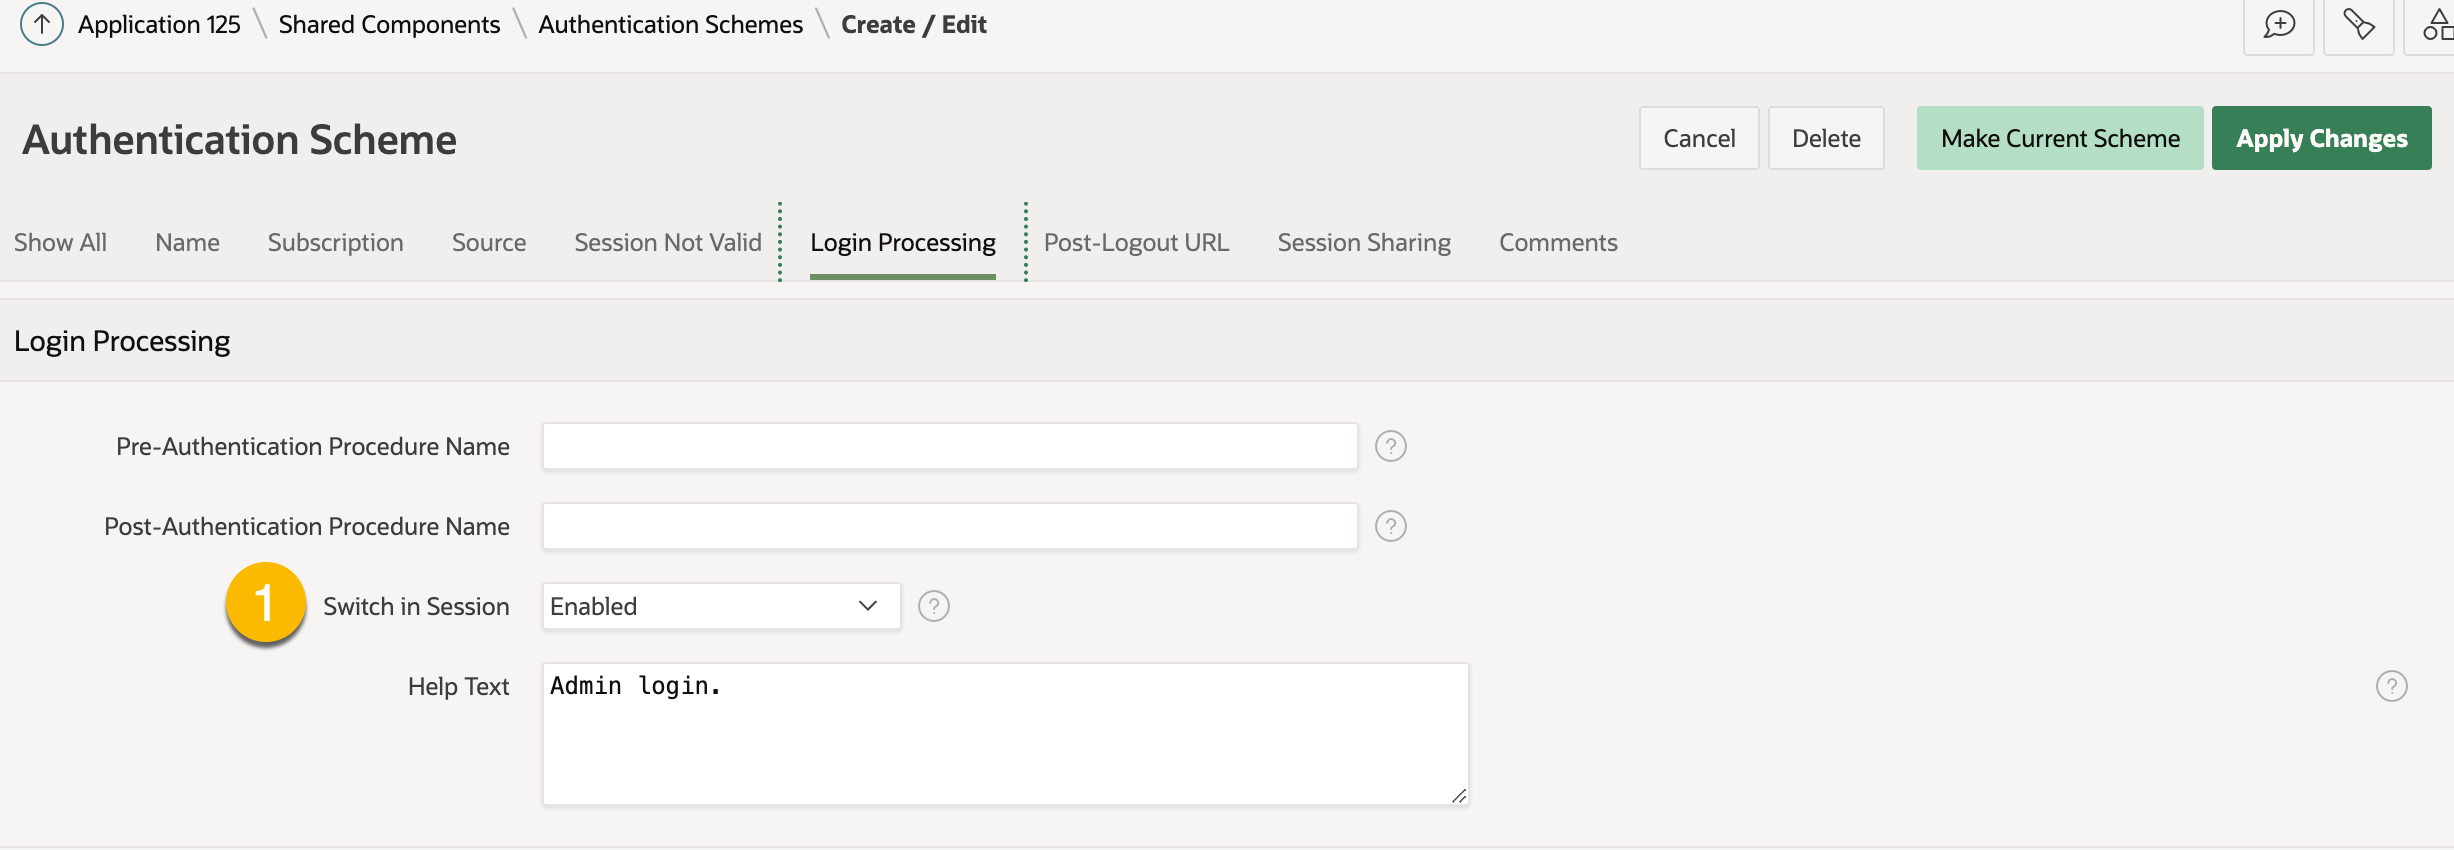 Application 125 \ Shared Components \ Authentication Schemes \ Create / Edit
Authentication Scheme
Cancel
Delete
Make Current Scheme
Apply Changes
Show All
Name
Subscription
Source
Session Not Valid
Login Processing
Post-Logout URL
Session Sharing
Comments
Login Processing
Pre-Authentication Procedure Name ?
Post-Authentication Procedure Name ?
1 Switch in Session Enabled ?
Help Text Admin login. ?